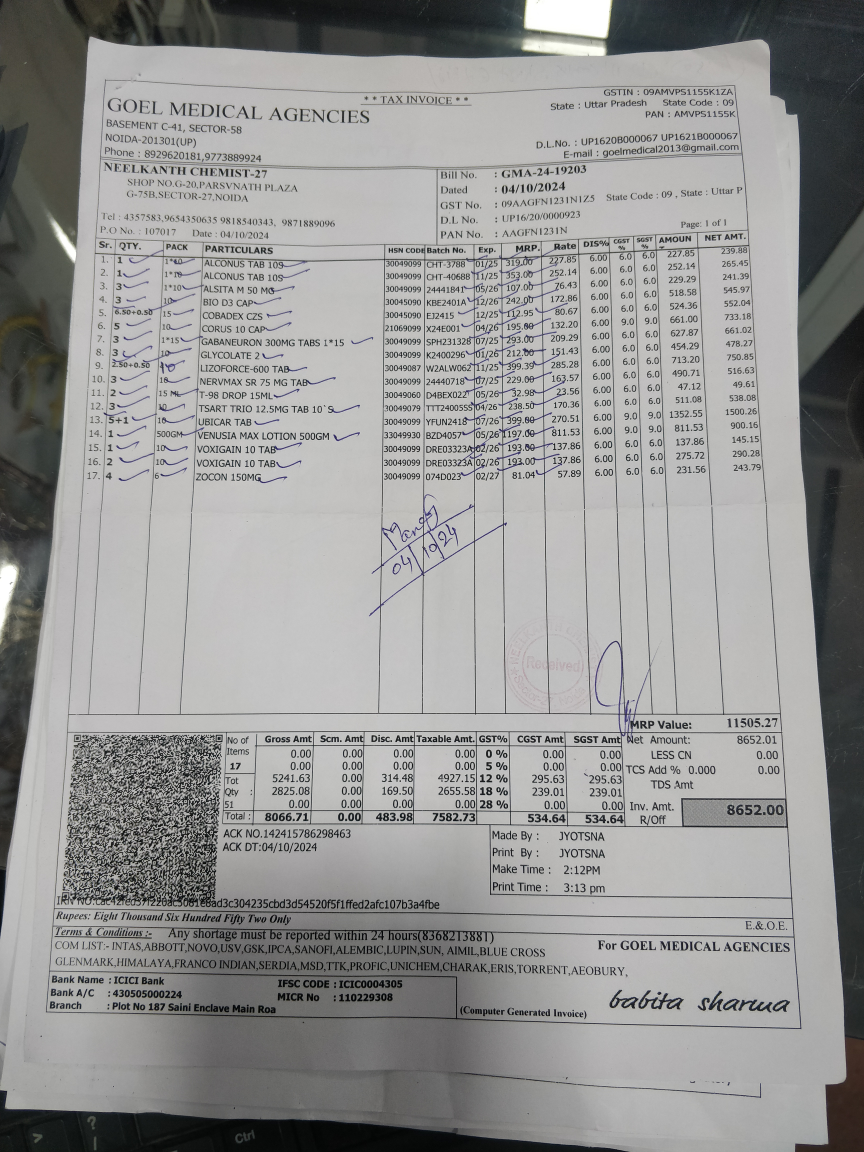 ** TAX INVOICE **
GSTIN : 09AMVPS1155K1ZA
State : Uttar Pradesh State Code : 09
PAN : AMVPS1155K
GOEL MEDICAL AGENCIES
BASEMENT C-41, SECTOR-58
NOIDA-201301(UP)
Phone : 8929620181,9773889924
D.L.No. : UP1620B000067 UP1621B000067
E-mail : goelmedical2013@gmail.com
NEELKANTH CHEMIST-27
SHOP NO.G-20,PARSVNATH PLAZA
G-75B,SECTOR-27,NOIDA
Tel : 4357583,9654350635 9818540343, 9871889096
P.O No. : 107017 Date : 04/10/2024
Bill No. : GMA-24-19203
Dated : 04/10/2024
GST No. : 09AAGFN1231N1Z5 State Code : 09 , State : Uttar P
D.L No. : UP16/20/0000923
PAN No. : AAGFN1231N
Page: 1 of 1
Sr. QTY. PACK PARTICULARS HSN CODE Batch No. Exp. MRP. Rate DIS% CGST % SGST % AMOUN NET AMT.
1. 1 1*10 ALCONUS TAB 10S 30049099 CHT-3788 01/25 319.00 227.85 6.00 6.0 6.0 227.85 239.88
2. 1 1*10 ALCONUS TAB 10S 30049099 CHT-4068B 11/25 353.00 252.14 6.00 6.0 6.0 252.14 265.45
3. 3 1*10 ALSITA M 50 MG 30049099 24441841 05/26 107.00 76.43 6.00 6.0 6.0 229.29 241.39
4. 3 10 BIO D3 CAP 30045090 KBE2401A 12/26 242.00 172.86 6.00 6.0 6.0 518.58 545.97
5. 6.50+0.50 15 COBADEX CZS 30045090 EJ2415 12/25 112.95 80.67 6.00 6.0 6.0 524.36 552.04
6. 5 10 CORUS 10 CAP 21069099 X24E001 04/26 195.80 132.20 6.00 9.0 9.0 661.00 733.18
7. 3 1*15 GABANEURON 300MG TABS 1*15 30049099 SPH231328 07/25 293.00 209.29 6.00 6.0 6.0 627.87 661.02
8. 3 10 GLYCOLATE 2 30049099 K2400296 01/26 212.00 151.43 6.00 6.0 6.0 454.29 478.27
9. 2.50+0.50 10 LIZOFORCE-600 TAB 30049087 W2ALW062 11/25 399.39 285.28 6.00 6.0 6.0 713.20 750.85
10. 3 10 NERVMAX SR 75 MG TAB 30049099 24440718 07/25 229.00 163.57 6.00 6.0 6.0 490.71 516.63
11. 2 15 ML T-98 DROP 15ML 30049060 D4BEX022 05/26 32.98 23.56 6.00 6.0 6.0 47.12 49.61
12. 3 10 TSART TRIO 12.5MG TAB 10`S 30049079 TTT2400555 04/26 238.50 170.36 6.00 6.0 6.0 511.08 538.08
13. 5+1 10 UBICAR TAB 30049099 YFUN2418 07/26 399.80 270.51 6.00 9.0 9.0 1352.55 1500.26
14. 1 500GM VENUSIA MAX LOTION 500GM 33049930 BZD4057 05/26 1197.00 811.53 6.00 9.0 9.0 811.53 900.16
15. 1 10 VOXIGAIN 10 TAB 30049099 DRE03323A 02/26 193.00 137.86 6.00 6.0 6.0 137.86 145.15
16. 2 10 VOXIGAIN 10 TAB 30049099 DRE03323A 02/26 193.00 137.86 6.00 6.0 6.0 275.72 290.28
17. 4 6 ZOCON 150MG 30049099 074D023 02/27 81.04 57.89 6.00 6.0 6.0 231.56 243.79
04/10/24
Received
MRP Value: 11505.27
No of Items Gross Amt Scm. Amt Disc. Amt Taxable Amt. GST% CGST Amt SGST Amt
0.00 0.00 0.00 0.00 0 % 0.00 0.00
17 0.00 0.00 0.00 0.00 5 % 0.00 0.00
Tot 5241.63 0.00 314.48 4927.15 12 % 295.63 295.63
Qty : 2825.08 0.00 169.50 2655.58 18 % 239.01 239.01
51 0.00 0.00 0.00 0.00 28 % 0.00 0.00
Total : 8066.71 0.00 483.98 7582.73 534.64 534.64
Net Amount: 8652.01
LESS CN 0.00
TCS Add % 0.000 0.00
TDS Amt
Inv. Amt. R/Off 8652.00
ACK NO.142415786298463
ACK DT:04/10/2024
Made By : JYOTSNA
Print By : JYOTSNA
Make Time : 2:12PM
Print Time : 3:13 pm
Rupees: Eight Thousand Six Hundred Fifty Two Only
E.&O.E.
Terms & Conditions :- Any shortage must be reported within 24 hours(8368213881)
COM LIST:- INTAS,ABBOTT,NOVO,USV,GSK,IPCA,SANOFI,ALEMBIC,LUPIN,SUN, AIMIL,BLUE CROSS
GLENMARK,HIMALAYA,FRANCO INDIAN,SERDIA,MSD,TTK,PROFIC,UNICHEM,CHARAK,ERIS,TORRENT,AEOBURY,
For GOEL MEDICAL AGENCIES
Bank Name : ICICI Bank
Bank A/C : 430505000224
Branch : Plot No 187 Saini Enclave Main Roa
IFSC CODE : ICIC0004305
MICR No : 110229308
(Computer Generated Invoice)
babita sharma
Ctrl